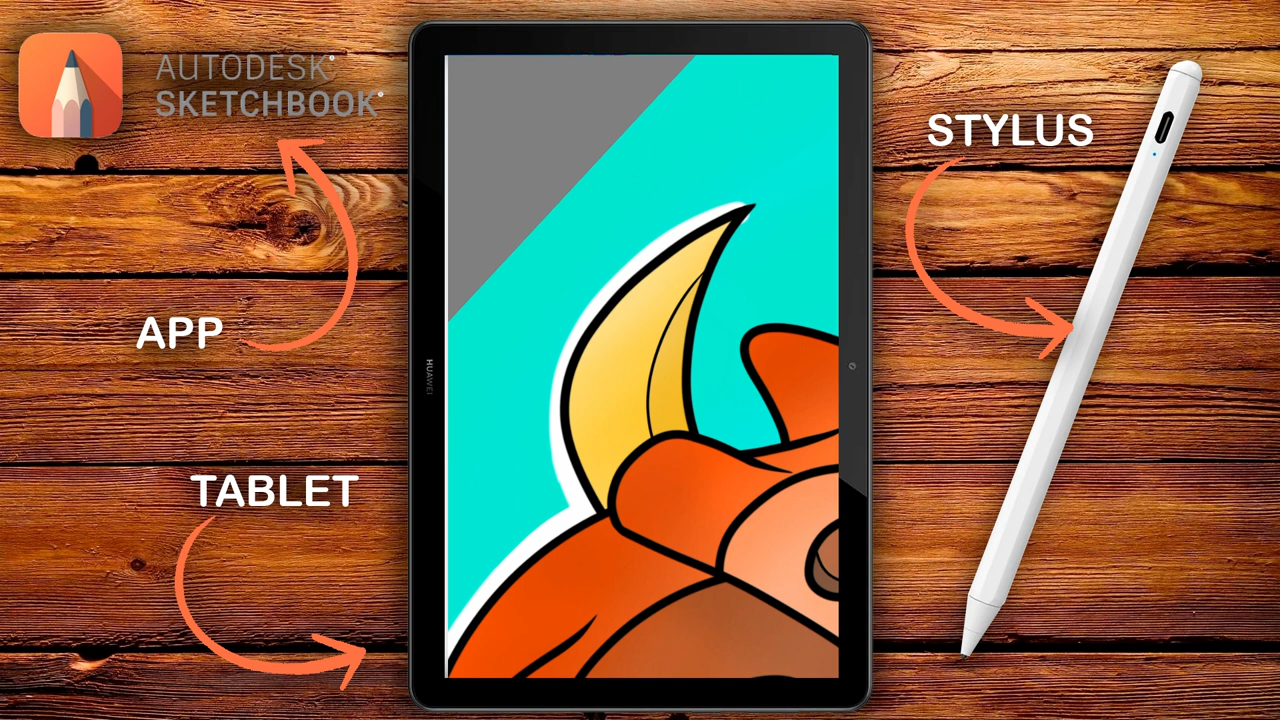 AUTODESK®
SKETCHBOOK®
STYLUS
APP
HUAWEI
TABLET